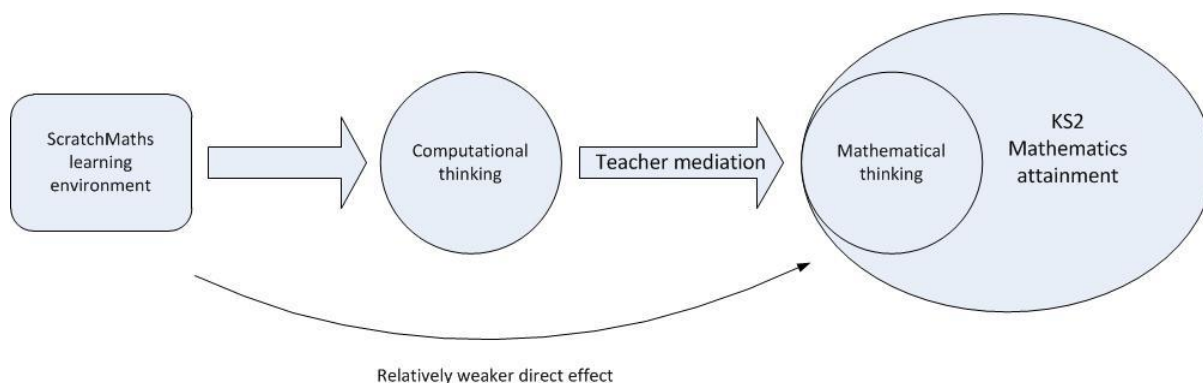 ScratchMaths
learning
environment
Computational
thinking
Teacher mediation
Mathematical
thinking
KS2
Mathematics
attainment
Relatively weaker direct effect